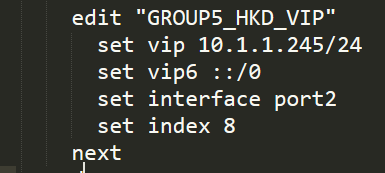 edit "GROUP5_HKD_VIP"
set vip 10.1.1.245/24
set vip6 ::/0
set interface port2
set index 8
next